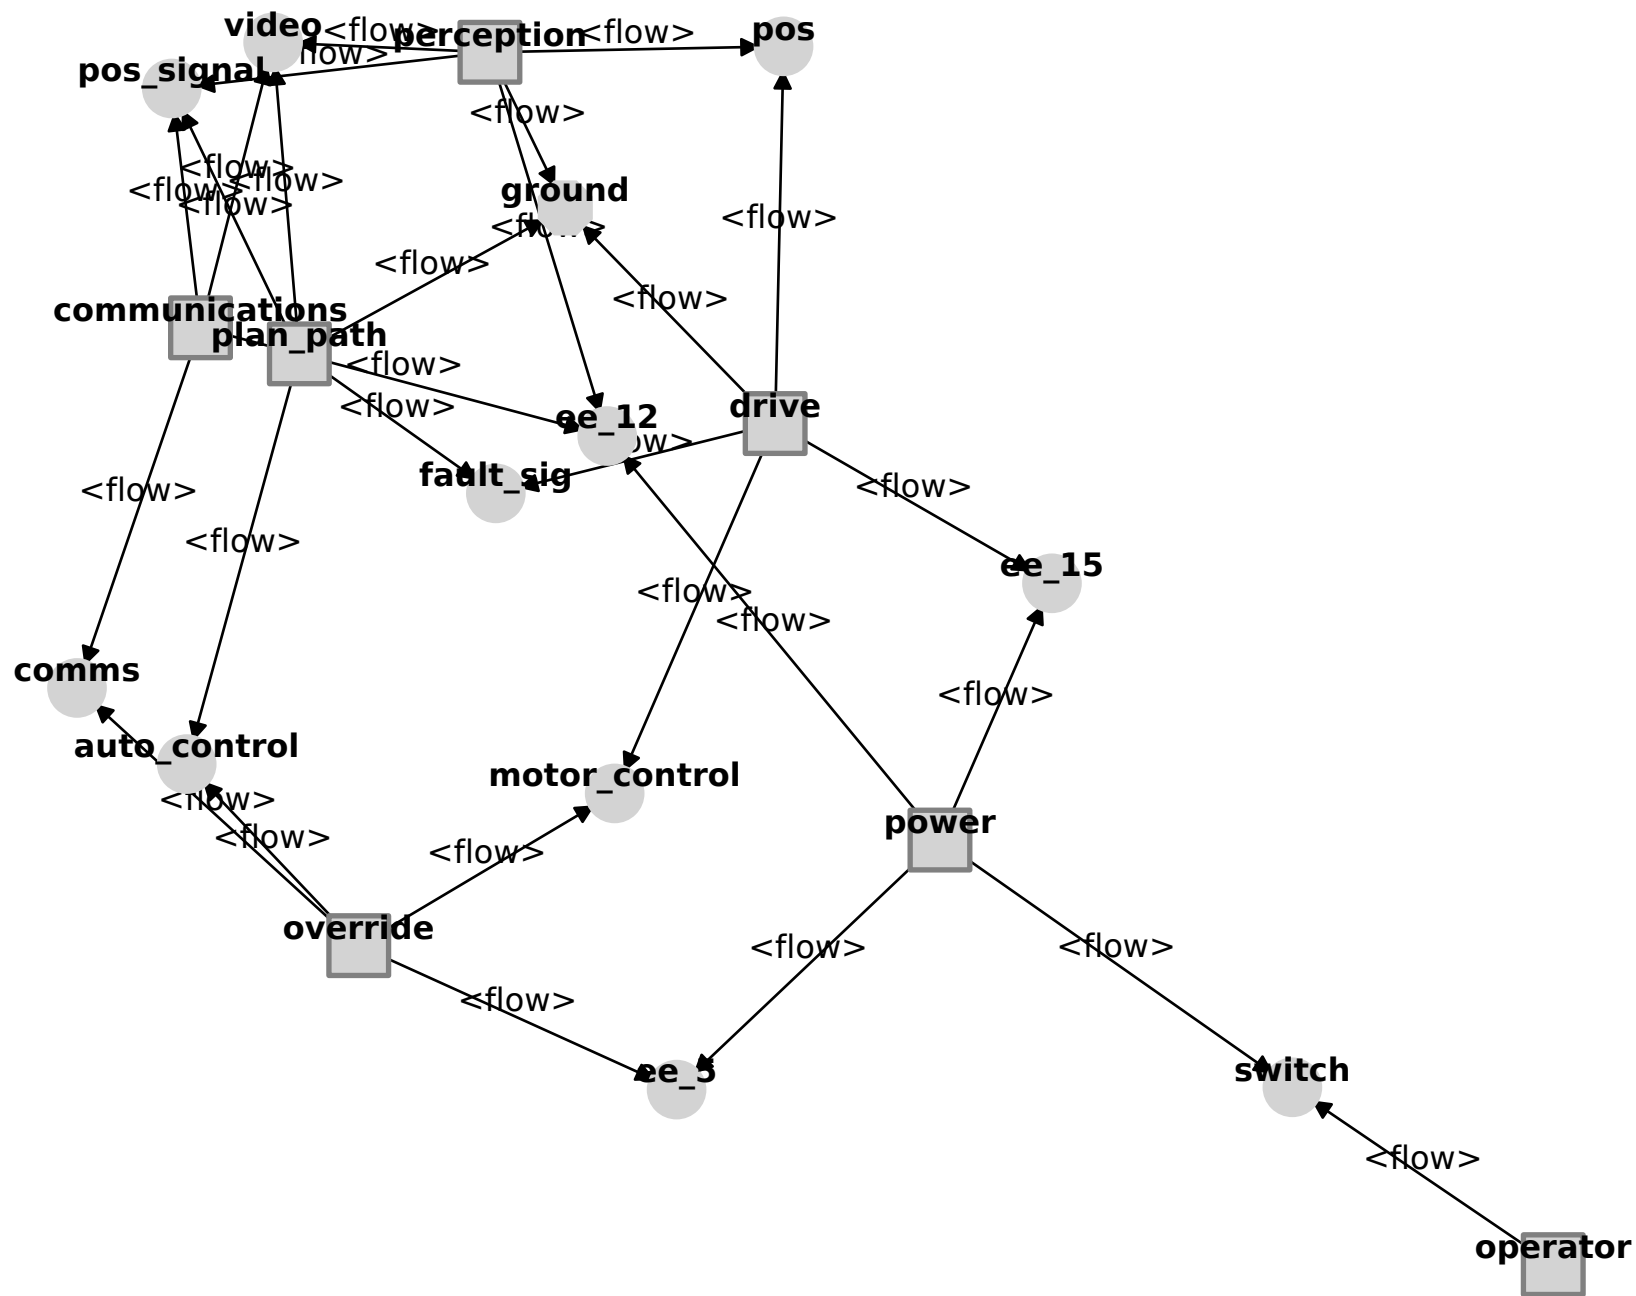 video
<flow>
perception
<flow>
pos
flow>
pos_signal
<flow>
<flow>
<flow>
<flow>
<flow>
ground
<flow>
<flow>
<flow>
<flow>
communications
plan_path
<flow>
<flow>
drive
ee_12
ow>
fault_sig
<flow>
<flow>
<flow>
ee_15
<flow>
<flow>
<flow>
comms
auto_control
motor_control
<flow>
power
<flow>
<flow>
override
<flow>
<flow>
<flow>
ee_5
switch
<flow>
operator